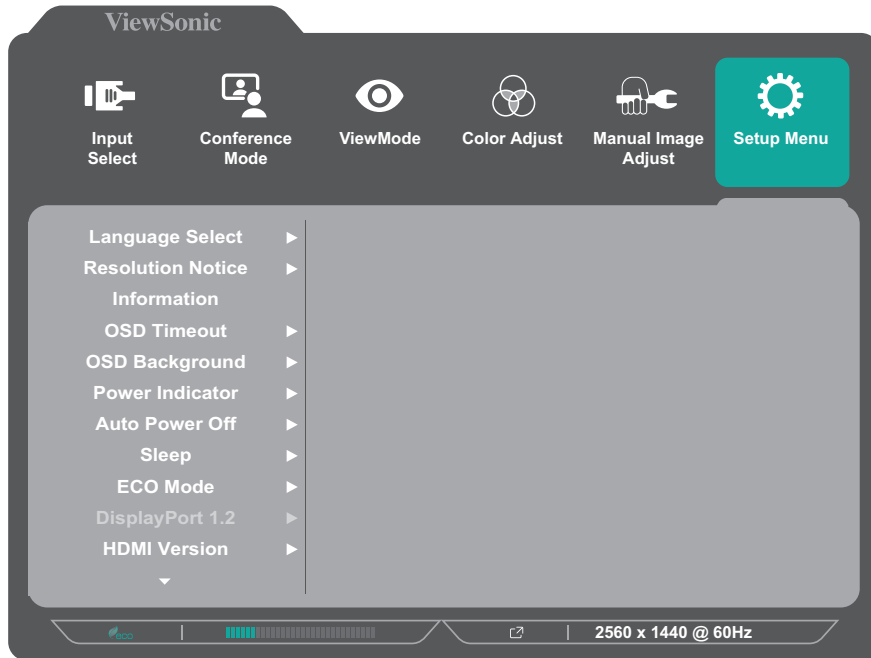 ViewSonic
Input
Select
Conference
Mode
ViewMode
Color Adjust
Manual Image
Adjust
Setup Menu
Language Select
Resolution Notice
Information
OSD Timeout
OSD Background
Power Indicator
Auto Power Off
Sleep
ECO Mode
DisplayPort 1.2
HDMI Version
eco
2560 x 1440 @ 60Hz